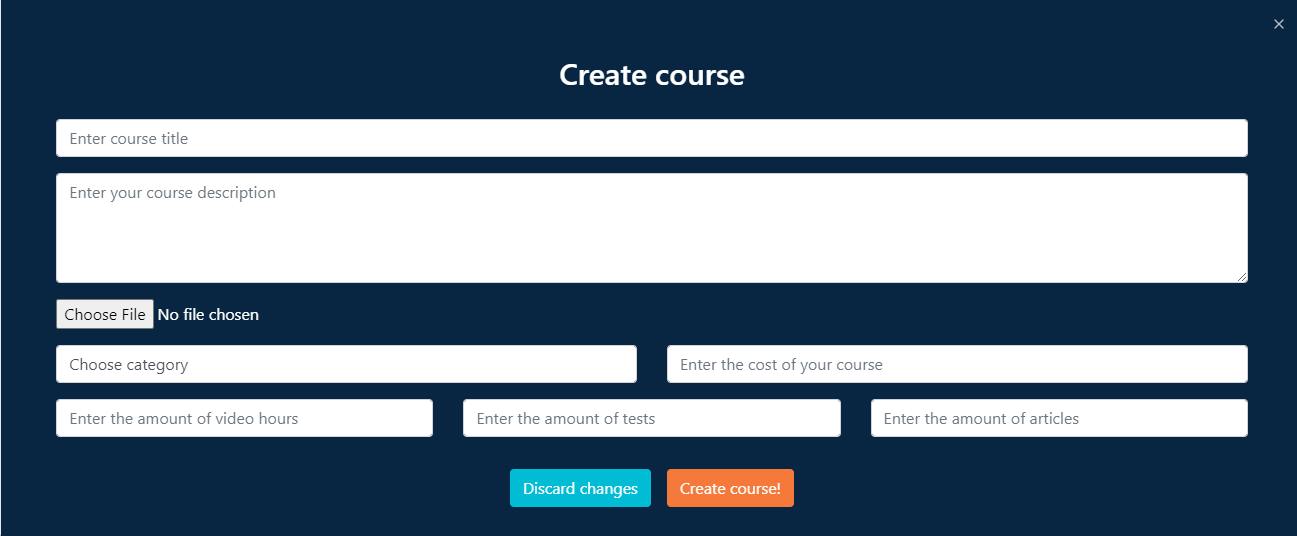 ×
Create course
Enter course title
Enter your course description
Choose File No file chosen
Choose category Enter the cost of your course
Enter the amount of video hours Enter the amount of tests Enter the amount of articles
Discard changes Create course!